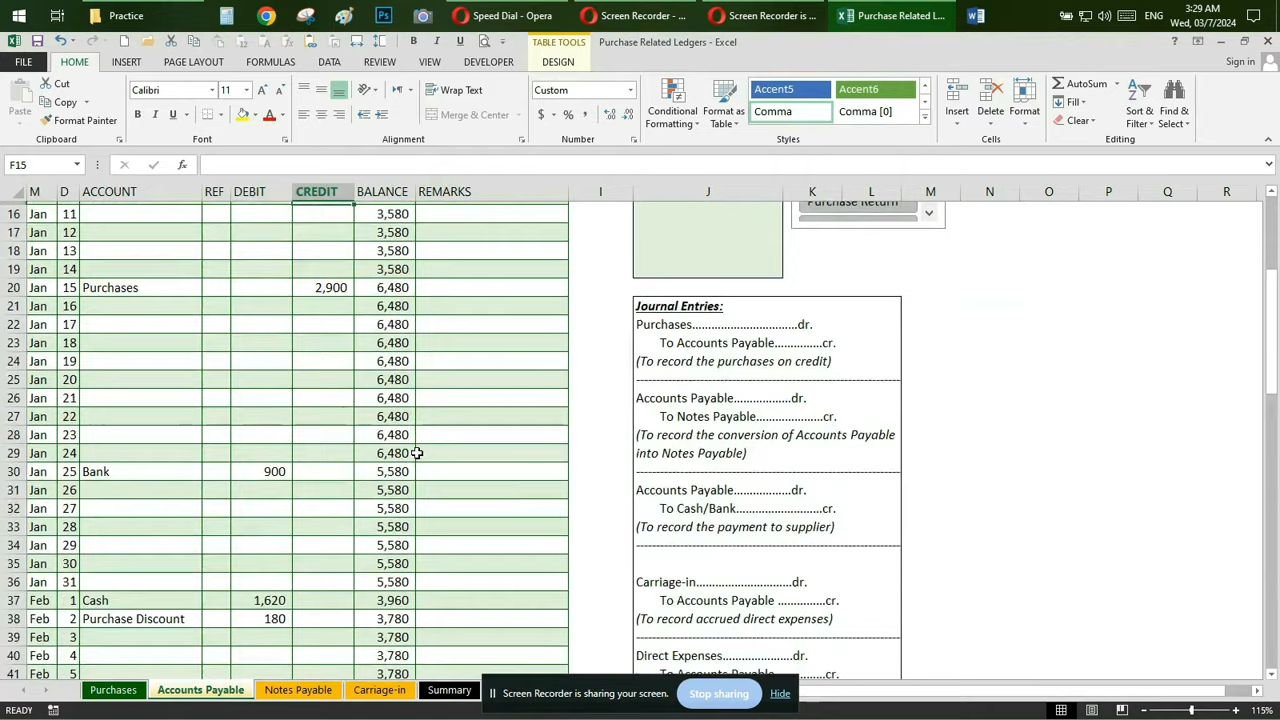 Practice
Speed Dial - Opera
Screen Recorder - ...
Screen Recorder is ...
Purchase Related L...
ENG
3:29 AM
Wed, 03/7/2024
TABLE TOOLS
Purchase Related Ledgers - Excel
FILE HOME INSERT PAGE LAYOUT FORMULAS DATA REVIEW VIEW DEVELOPER DESIGN Sign in
Paste
Cut
Copy
Format Painter
Clipboard
Calibri 11
B I U
Font
Wrap Text
Merge & Center
Alignment
Custom
$ % ,
Number
Conditional Formatting
Format as Table
Accent5 Accent6
Comma Comma [0]
Styles
Insert Delete Format
Cells
AutoSum
Fill
Clear
Sort & Filter
Find & Select
Editing
F15
M D ACCOUNT REF DEBIT CREDIT BALANCE REMARKS I J K L M N O P Q R
16 Jan 11 3,580
17 Jan 12 3,580
18 Jan 13 3,580
19 Jan 14 3,580
20 Jan 15 Purchases 2,900 6,480
21 Jan 16 6,480
22 Jan 17 6,480
23 Jan 18 6,480
24 Jan 19 6,480
25 Jan 20 6,480
26 Jan 21 6,480
27 Jan 22 6,480
28 Jan 23 6,480
29 Jan 24 6,480
30 Jan 25 Bank 900 5,580
31 Jan 26 5,580
32 Jan 27 5,580
33 Jan 28 5,580
34 Jan 29 5,580
35 Jan 30 5,580
36 Jan 31 5,580
37 Feb 1 Cash 1,620 3,960
38 Feb 2 Purchase Discount 180 3,780
39 Feb 3 3,780
40 Feb 4 3,780
41 Feb 5 3,780
Purchase Return
Journal Entries:
Purchases……………………………dr.
To Accounts Payable……………cr.
(To record the purchases on credit)
Accounts Payable………………dr.
To Notes Payable…………………cr.
(To record the conversion of Accounts Payable
into Notes Payable)
Accounts Payable………………dr.
To Cash/Bank……………………cr.
(To record the payment to supplier)
Carriage-in……………………………dr.
To Accounts Payable ……………cr.
(To record accrued direct expenses)
Direct Expenses……………………dr.
To Accounts Payable
Purchases Accounts Payable Notes Payable Carriage-in Summary
Screen Recorder is sharing your screen. Stop sharing Hide
READY
115%